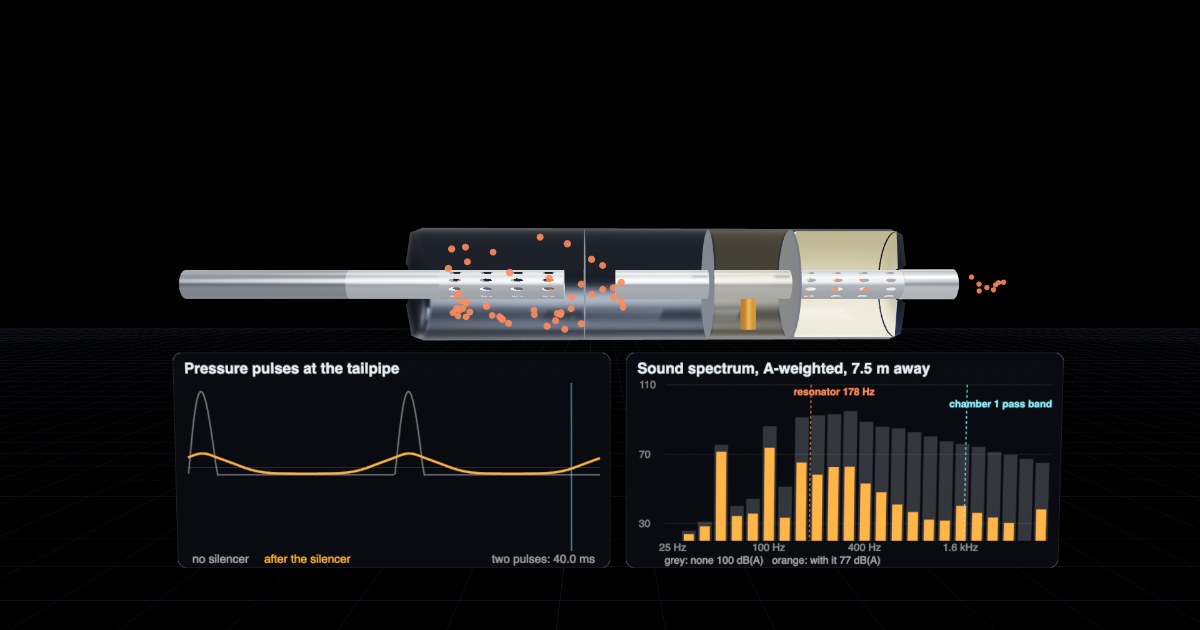 Pressure pulses at the tailpipe
no silencer after the silencer two pulses: 40.0 ms
Sound spectrum, A-weighted, 7.5 m away
110
resonator 178 Hz
chamber 1 pass band
70
30
25 Hz 100 Hz 400 Hz 1.6 kHz
grey: none 100 dB(A) orange: with it 77 dB(A)